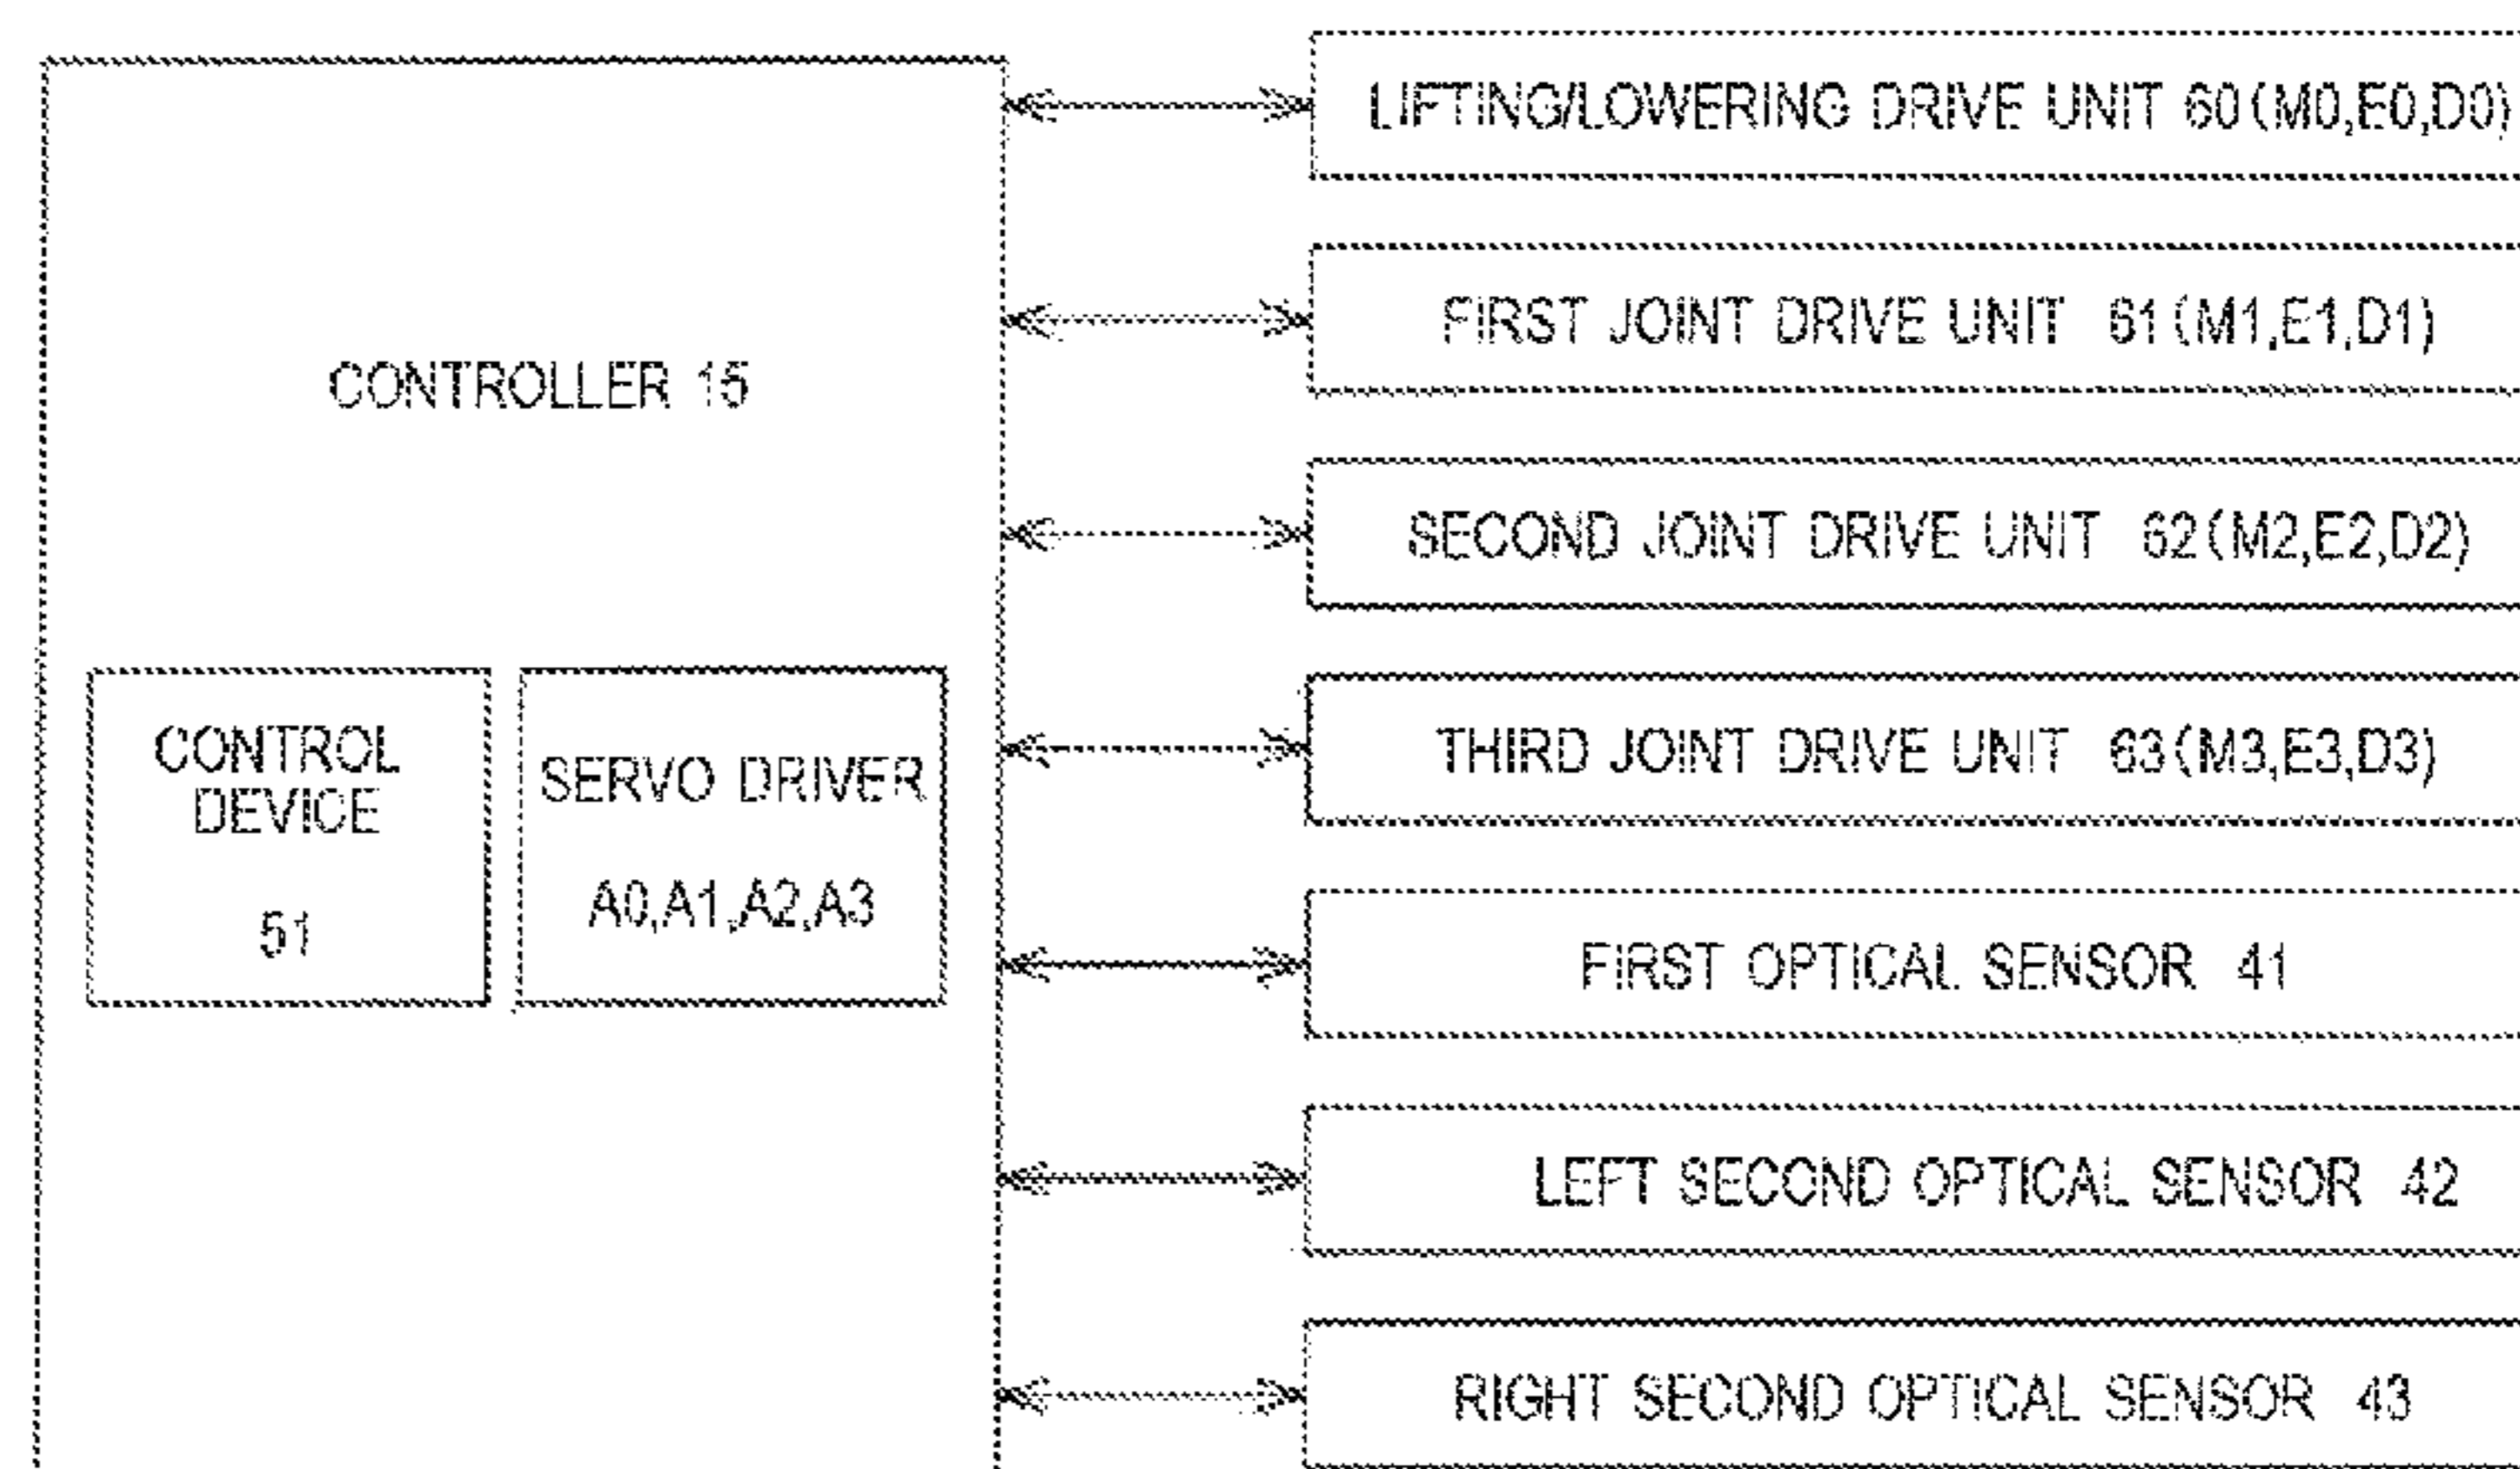 LIFTING/LOWERING DRIVE UNIT 60(M0,E0,D0)
FIRST JOINT DRIVE UNIT 61(M1,E1,D1)
CONTROLLER 15
SECOND JOINT DRIVE UNIT 62(M2,E2,D2)
THIRD JOINT DRIVE UNIT 63(M3,E3,D3)
CONTROL
DEVICE
51
SERVO DRIVER
A0,A1,A2,A3
FIRST OPTICAL SENSOR 41
LEFT SECOND OPTICAL SENSOR 42
RIGHT SECOND OPTICAL SENSOR 43